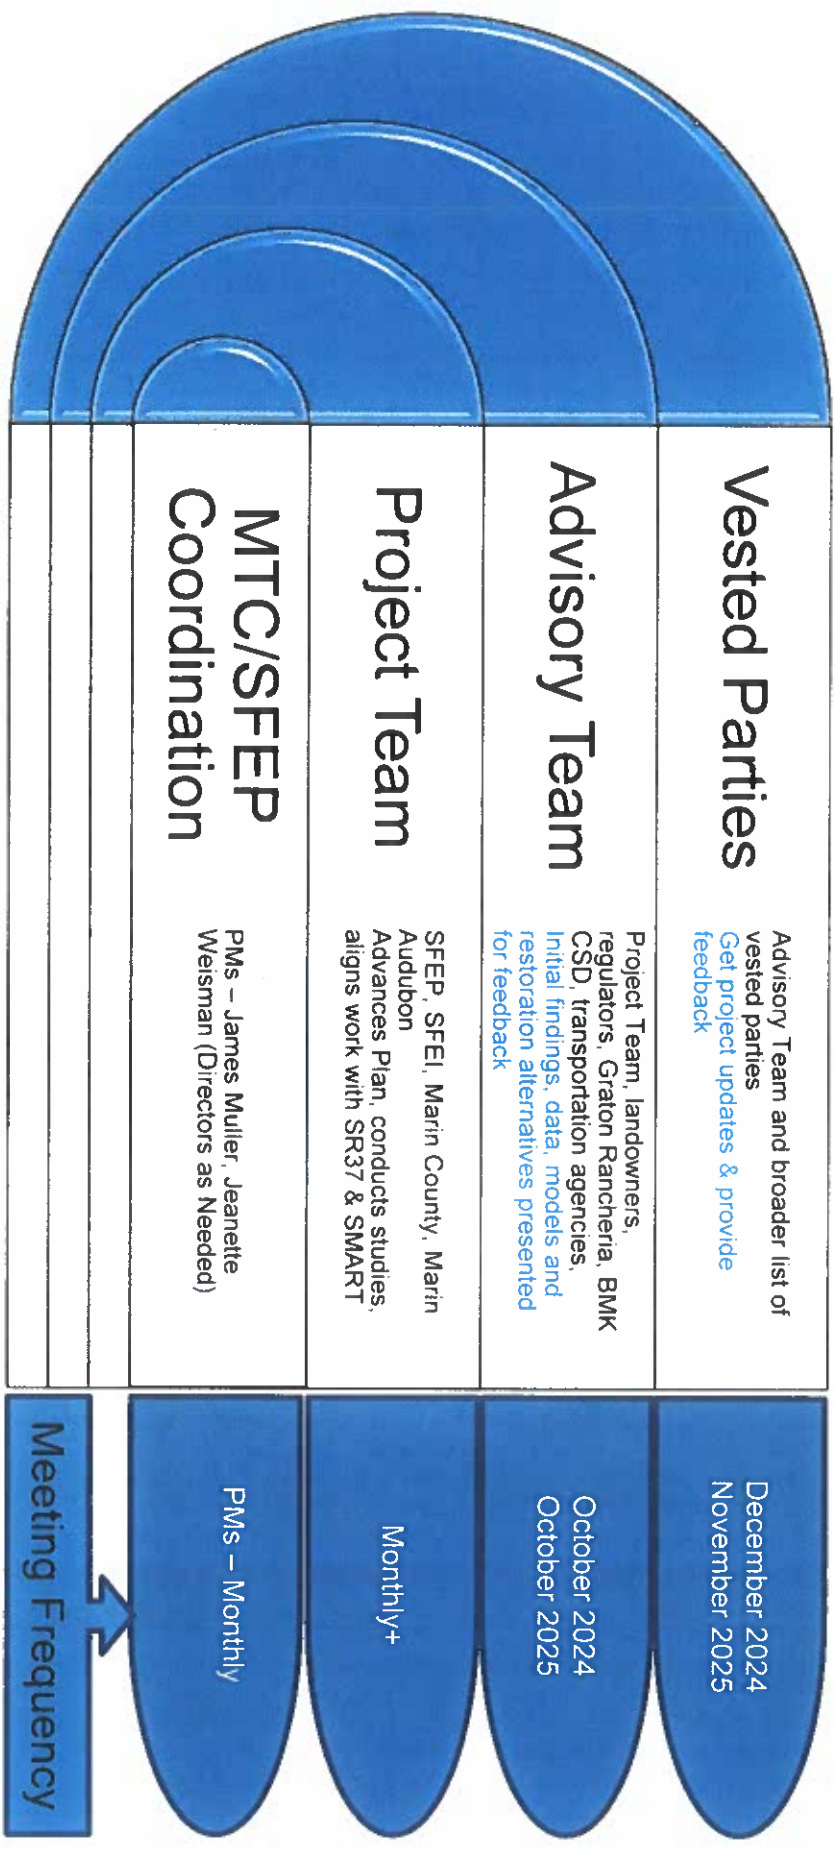 Vested Parties
Advisory Team and broader list of
vested parties
Get project updates & provide
feedback
December 2024
November 2025
Advisory Team
Project Team, landowners,
regulators, Graton Rancheria, BMK
CSD, transportation agencies,
Initial findings, data, models and
restoration alternatives presented
for feedback
October 2024
October 2025
Project Team
SFEP, SFEI, Marin County, Marin
Audubon
Advances Plan, conducts studies,
aligns work with SR37 & SMART
Monthly+
MTC/SFEP
Coordination
PMs – James Muller, Jeanette
Weisman (Directors as Needed)
PMs – Monthly
Meeting Frequency